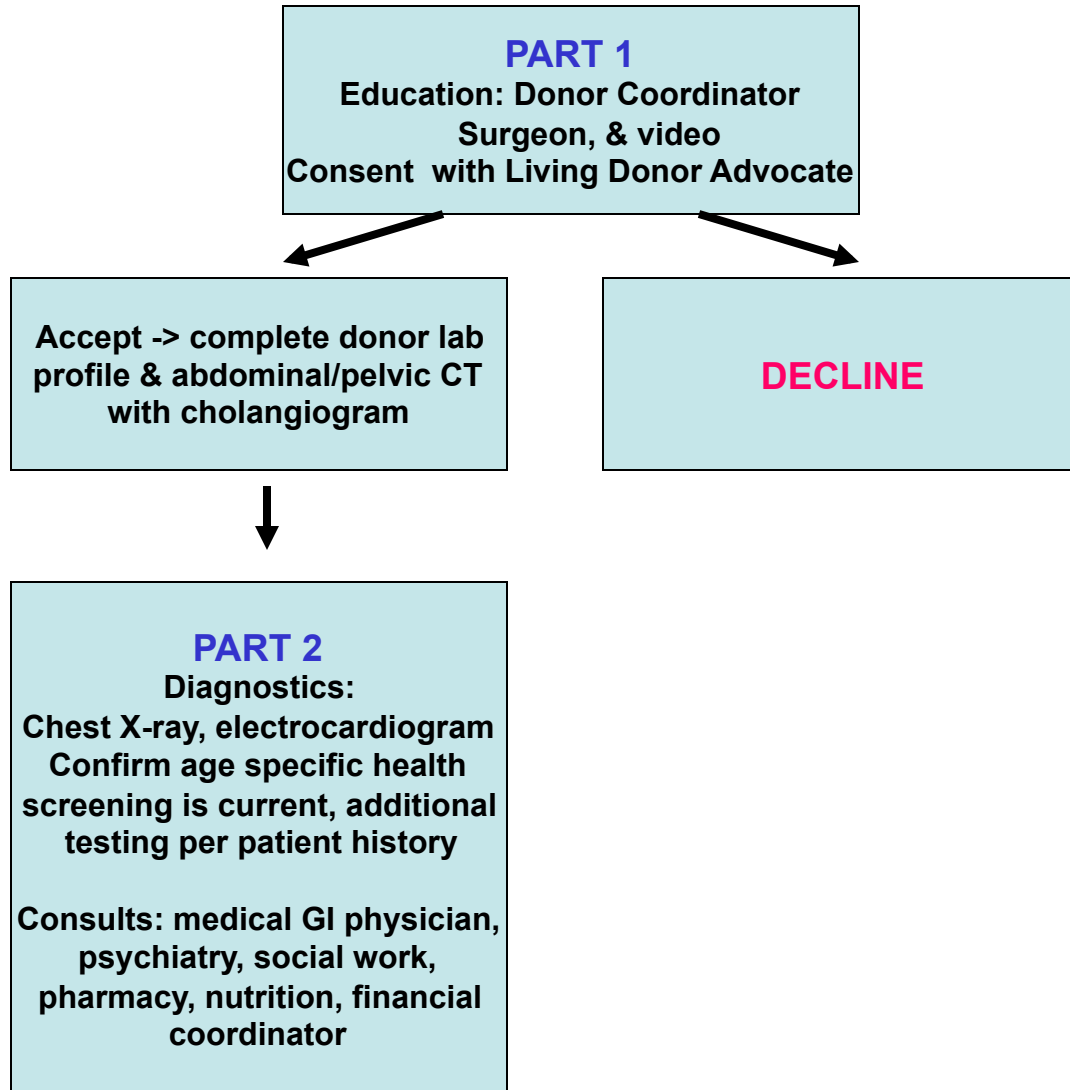 PART 1
Education: Donor Coordinator
Surgeon, & video
Consent with Living Donor Advocate
Accept -> complete donor lab
profile & abdominal/pelvic CT
with cholangiogram
DECLINE
PART 2
Diagnostics:
Chest X-ray, electrocardiogram
Confirm age specific health
screening is current, additional
testing per patient history
Consults: medical GI physician,
psychiatry, social work,
pharmacy, nutrition, financial
coordinator